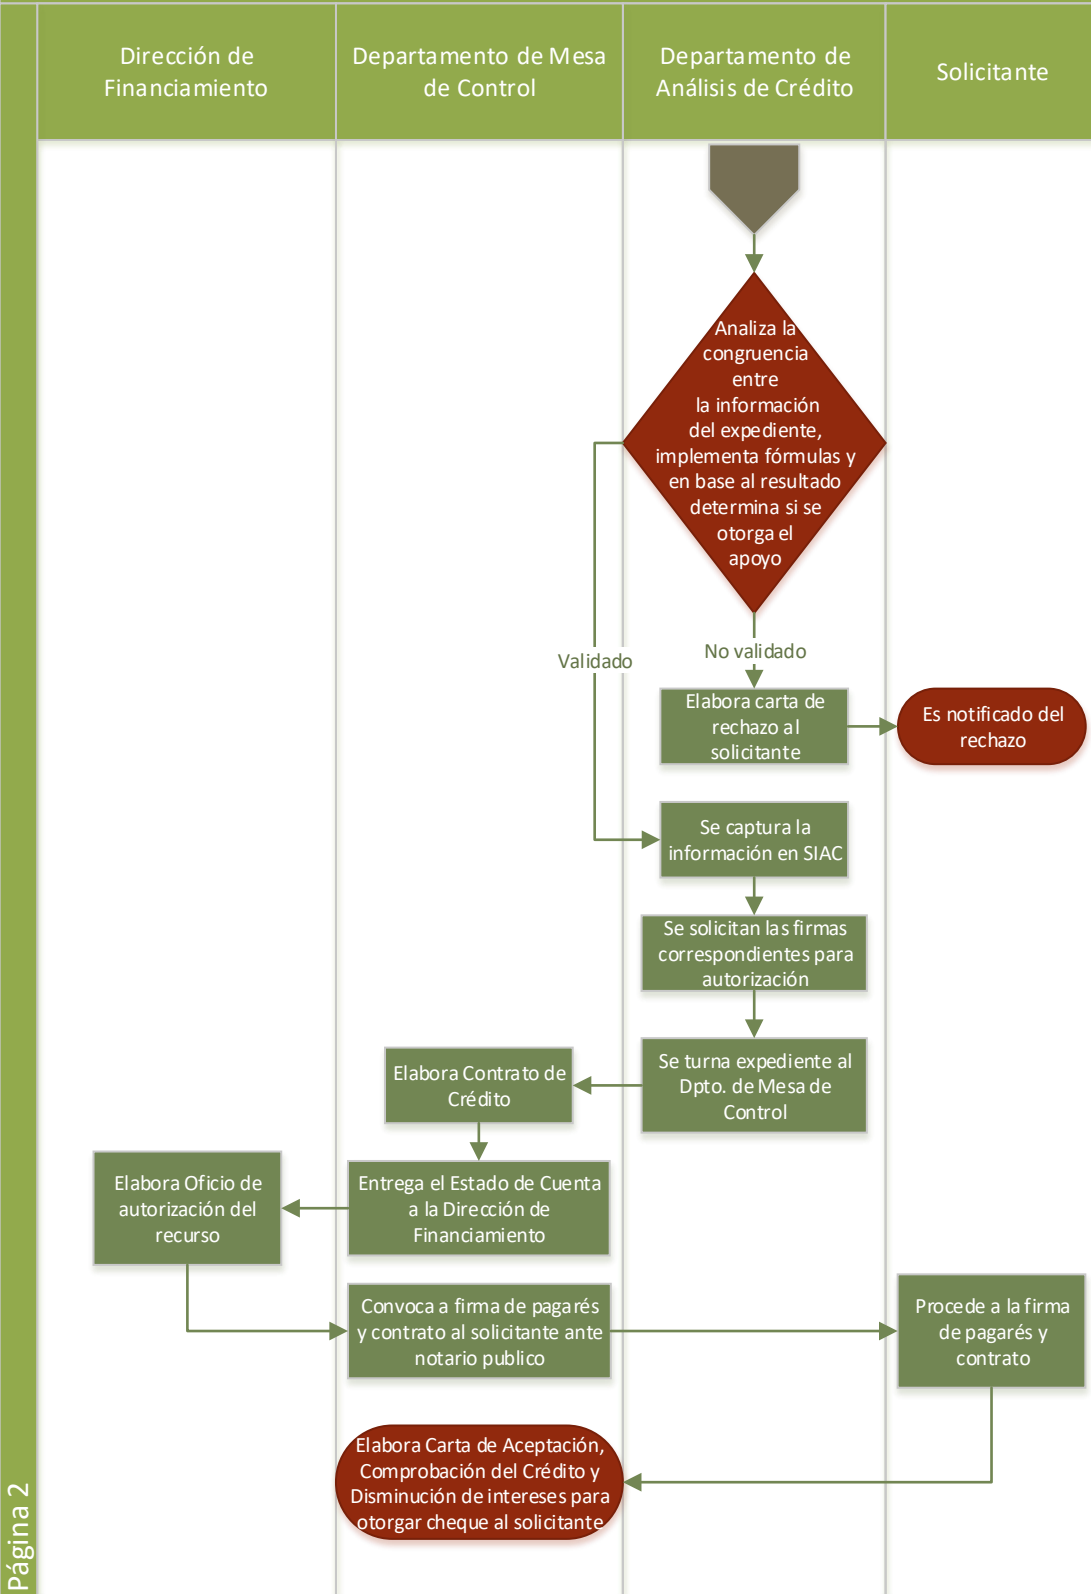 Dirección de
Financiamiento
Departamento de Mesa
de Control
Departamento de
Análisis de Crédito
Solicitante
Analiza la
congruencia
entre
la información
del expediente,
implementa fórmulas y
en base al resultado
determina si se
otorga el
apoyo
Validado
No validado
Elabora carta de
rechazo al
solicitante
Es notificado del
rechazo
Se captura la
información en SIAC
Se solicitan las firmas
correspondientes para
autorización
Se turna expediente al
Dpto. de Mesa de
Control
Elabora Contrato de
Crédito
Entrega el Estado de Cuenta
a la Dirección de
Financiamiento
Elabora Oficio de
autorización del
recurso
Convoca a firma de pagarés
y contrato al solicitante ante
notario publico
Procede a la firma
de pagarés y
contrato
Elabora Carta de Aceptación,
Comprobación del Crédito y
Disminución de intereses para
otorgar cheque al solicitante
Página 2